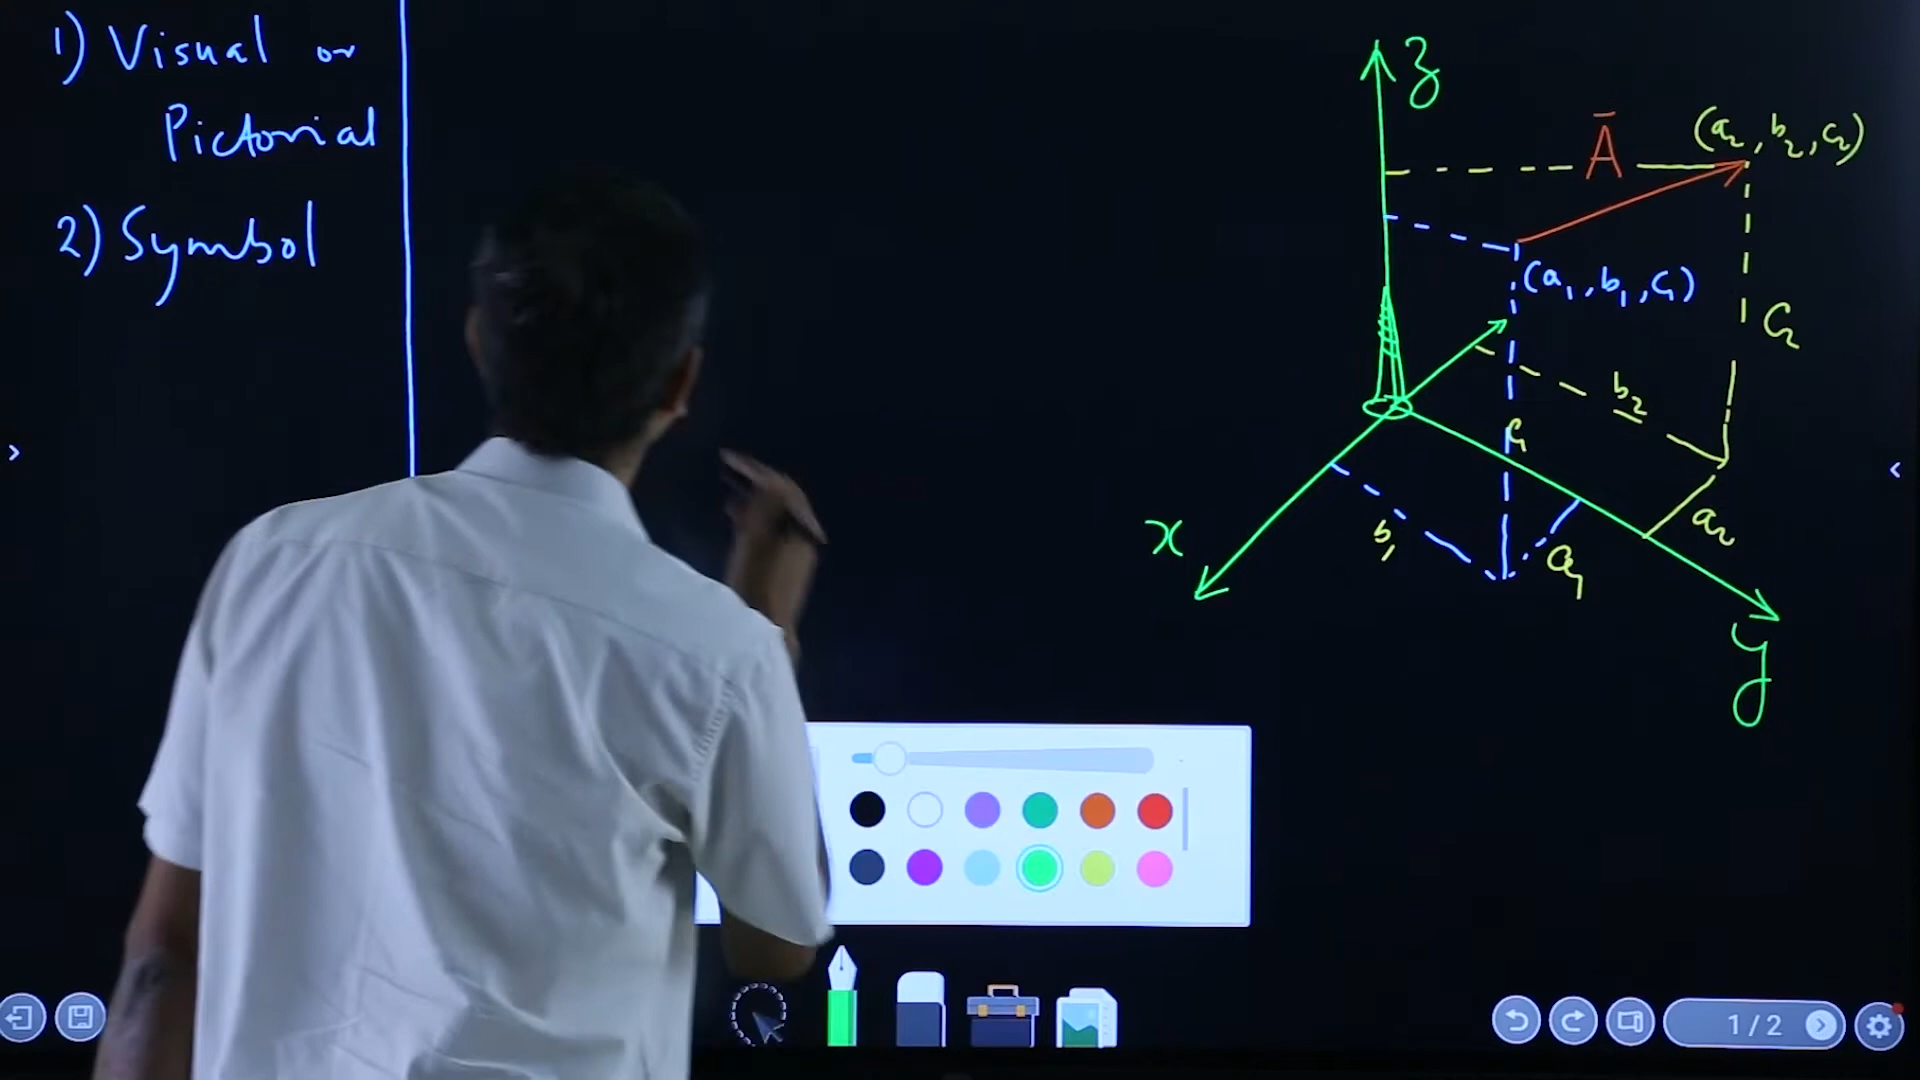 1) Visual or
Pictorial
2) Symbol
z
Ā
(a₂, b₂, c₂)
(a₁, b₁, c₁)
c₂
b₂
c₁
a₂
x
b₁
a₁
y
1 / 2